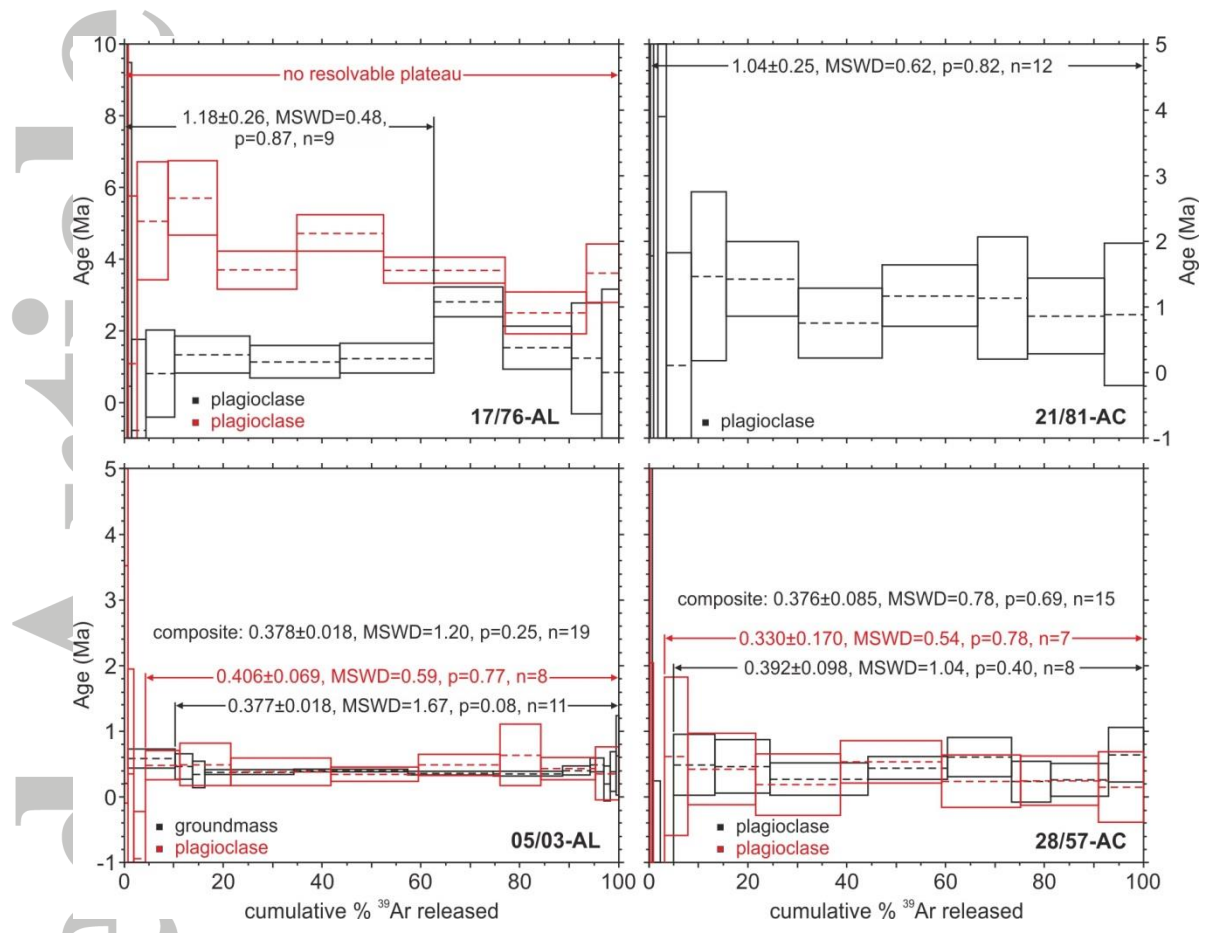 10
8
6
4
2
0
Age (Ma)
no resolvable plateau
1.18±0.26, MSWD=0.48,
p=0.87, n=9
plagioclase
plagioclase
17/76-AL
1.04±0.25, MSWD=0.62, p=0.82, n=12
plagioclase
21/81-AC
5
4
3
2
1
0
-1
Age (Ma)
5
4
3
2
1
0
-1
Age (Ma)
composite: 0.378±0.018, MSWD=1.20, p=0.25, n=19
0.406±0.069, MSWD=0.59, p=0.77, n=8
0.377±0.018, MSWD=1.67, p=0.08, n=11
groundmass
plagioclase
05/03-AL
0 20 40 60 80 100
cumulative % ³⁹Ar released
composite: 0.376±0.085, MSWD=0.78, p=0.69, n=15
0.330±0.170, MSWD=0.54, p=0.78, n=7
0.392±0.098, MSWD=1.04, p=0.40, n=8
plagioclase
plagioclase
28/57-AC
0 20 40 60 80 100
cumulative % ³⁹Ar released